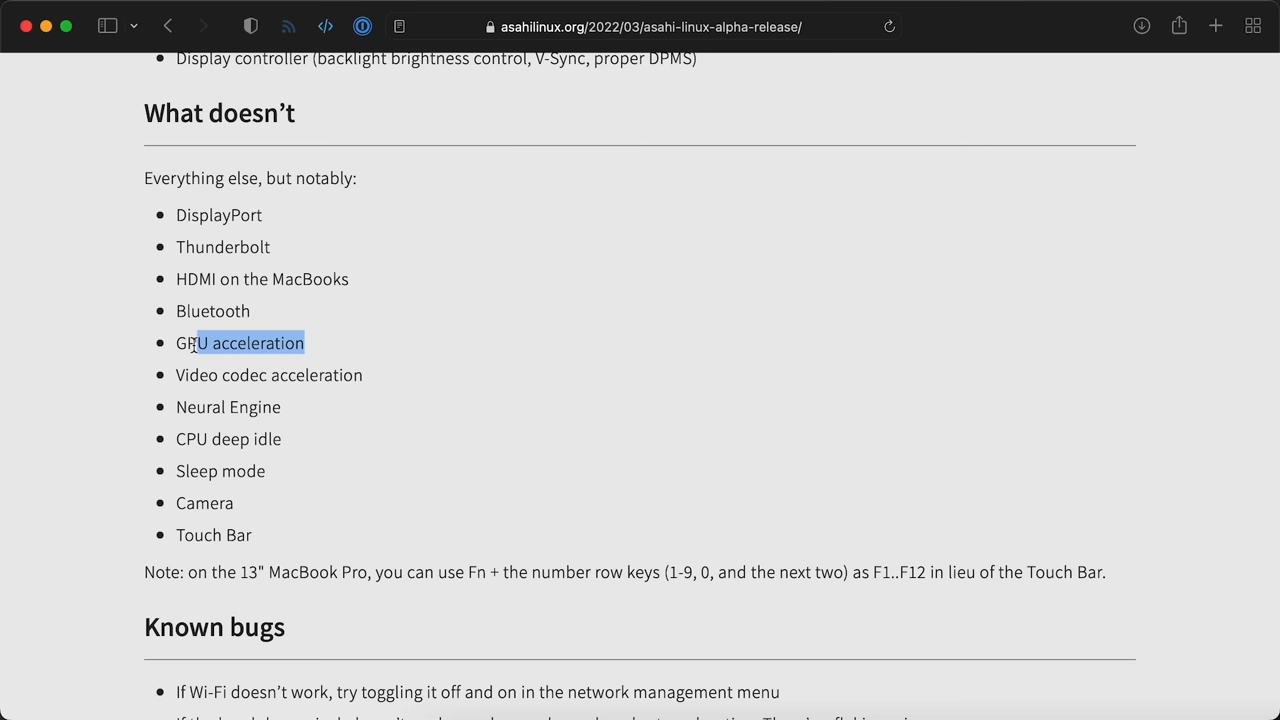 asahilinux.org/2022/03/asahi-linux-alpha-release/
Display controller (backlight brightness control, V-Sync, proper DPMS)
What doesn’t
Everything else, but notably:
DisplayPort
Thunderbolt
HDMI on the MacBooks
Bluetooth
GPU acceleration
Video codec acceleration
Neural Engine
CPU deep idle
Sleep mode
Camera
Touch Bar
Note: on the 13" MacBook Pro, you can use Fn + the number row keys (1-9, 0, and the next two) as F1..F12 in lieu of the Touch Bar.
Known bugs
If Wi-Fi doesn’t work, try toggling it off and on in the network management menu